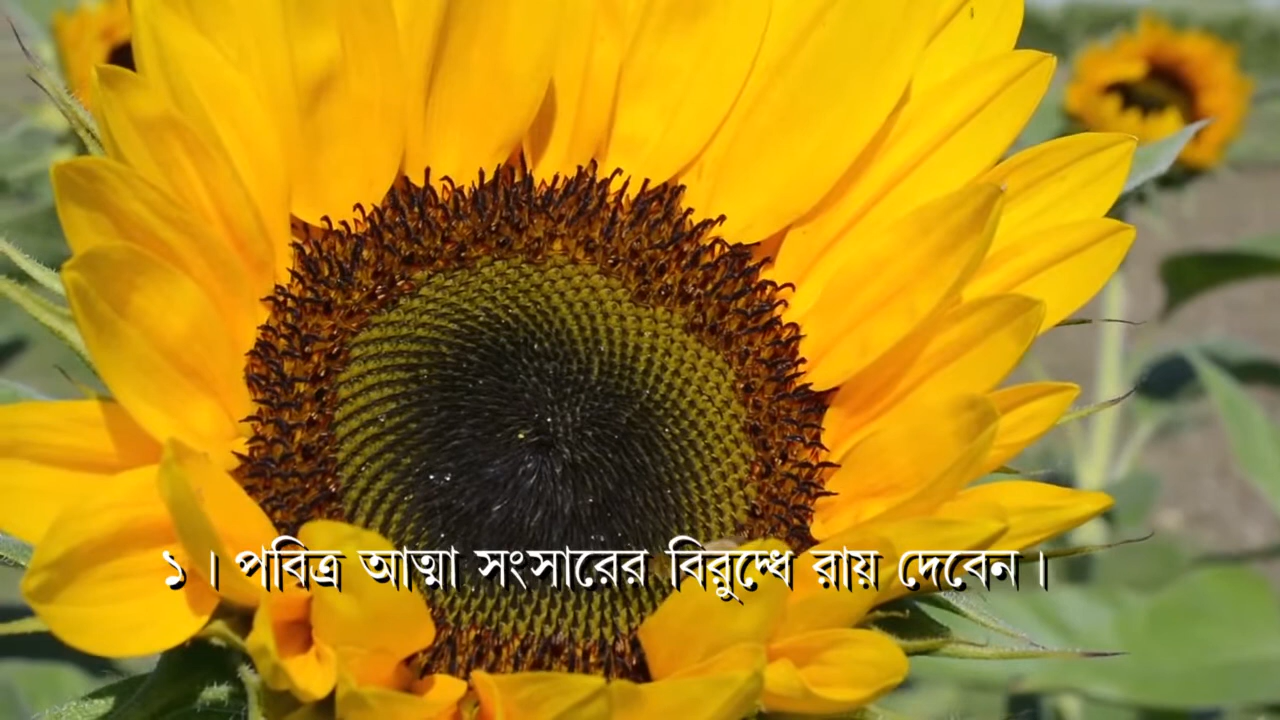 ১। পবিত্র আত্মা সংসারের বিরুদ্ধে রায় দেবেন।